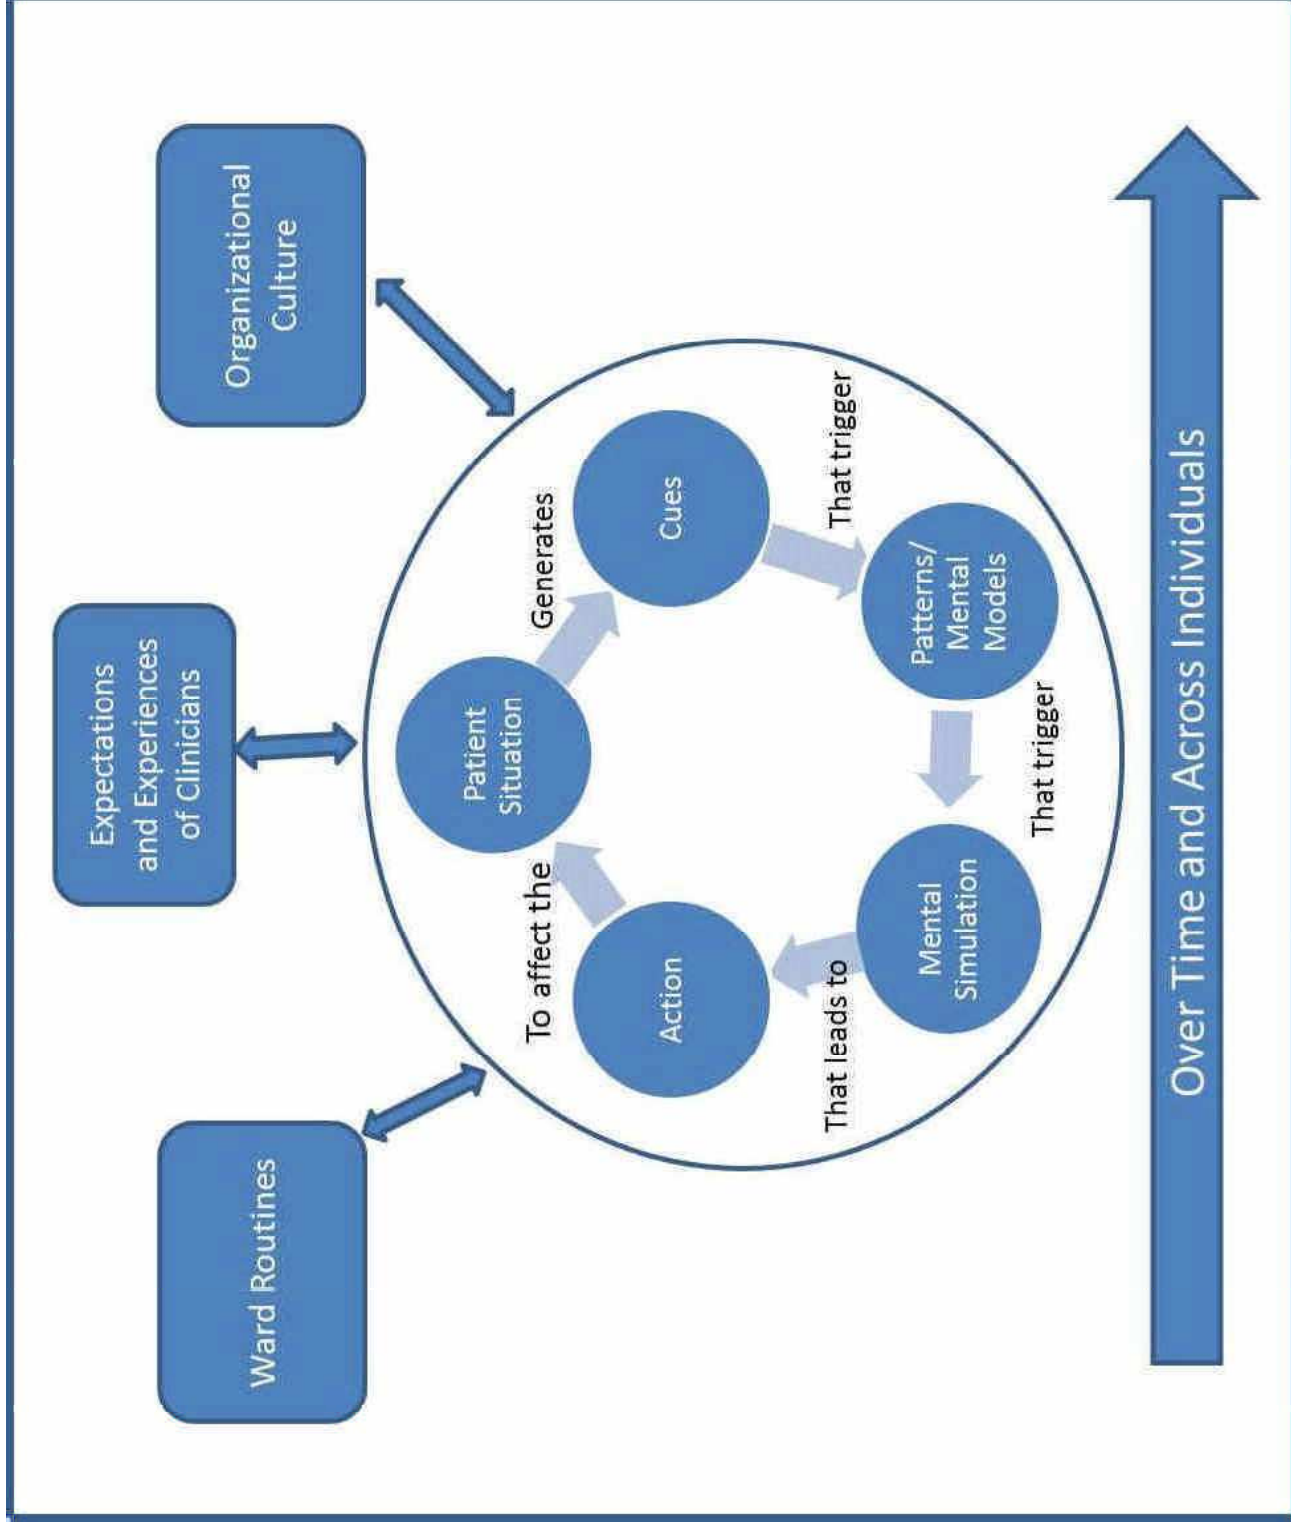 Expectations
and Experiences
of Clinicians
Ward Routines
Organizational
Culture
Patient
Situation
Generates
Cues
That trigger
Patterns/
Mental
Models
That trigger
Mental
Simulation
That leads to
Action
To affect the
Over Time and Across Individuals